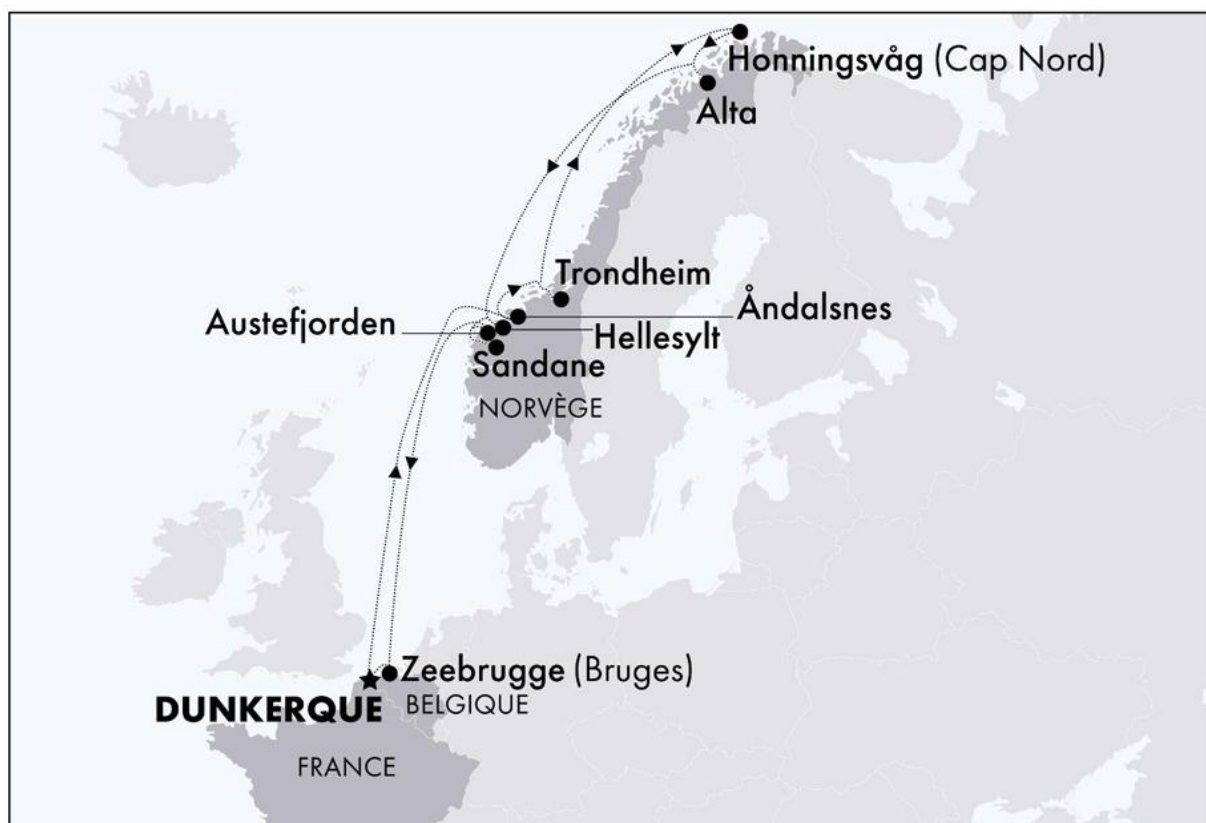 Honningsvåg (Cap Nord)
Alta
Trondheim
Åndalsnes
Austefjorden
Hellesylt
Sandane
NORVÈGE
Zeebrugge (Bruges)
DUNKERQUE
BELGIQUE
FRANCE